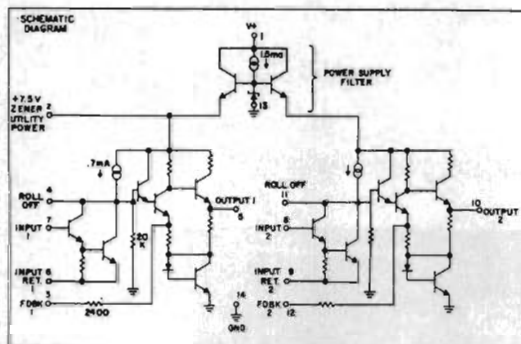 SCHEMATIC
DIAGRAM
V+
1
1.5ma
POWER SUPPLY
FILTER
13
+7.5V
ZENER
UTILITY
POWER
2
.7mA
4
ROLL
OFF
7
INPUT
1
20
K
OUTPUT 1
5
INPUT 6
RET.
1
3
FDBK
1
2400
14
GND
ROLL OFF
11
8
INPUT
2
10
OUTPUT
2
INPUT 9
RET.
2
FDBK
2 12